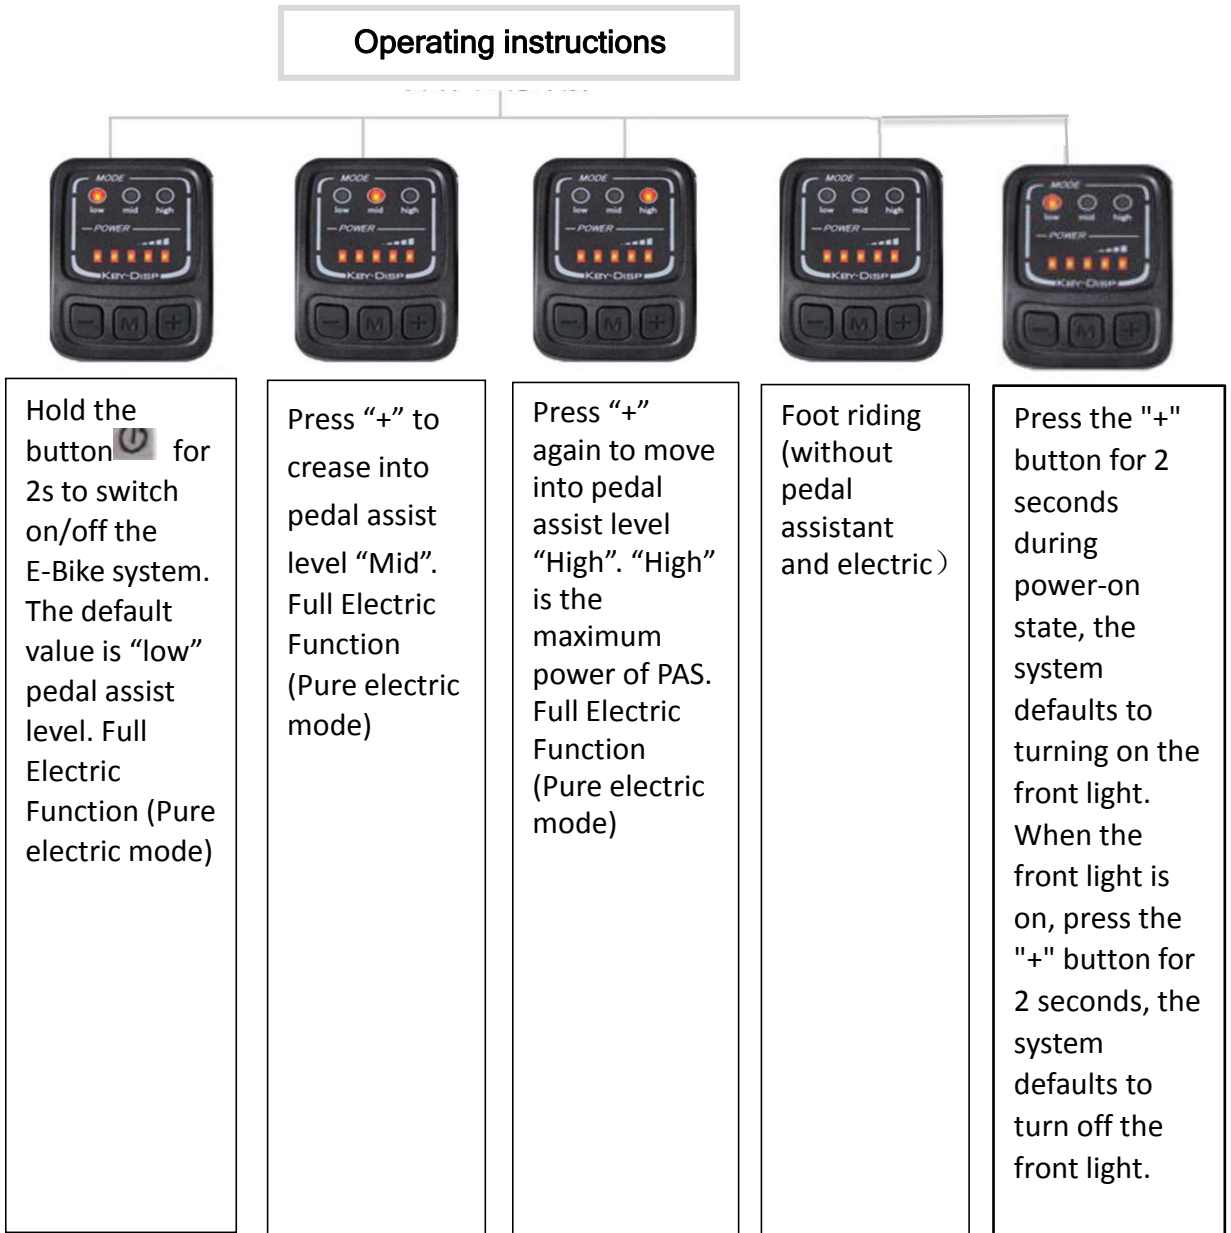 Operating instructions
MODE
low mid high
POWER
KEY-DISP
- M +
MODE
low mid high
POWER
KEY-DISP
- M +
MODE
low mid high
POWER
KEY-DISP
- M +
MODE
low mid high
POWER
KEY-DISP
- M +
MODE
low mid high
POWER
KEY-DISP
- M +
Hold the
button for
2s to switch
on/off the
E-Bike system.
The default
value is “low”
pedal assist
level. Full
Electric
Function (Pure
electric mode)
Press “+” to
crease into
pedal assist
level “Mid”.
Full Electric
Function
(Pure electric
mode)
Press “+”
again to move
into pedal
assist level
“High”. “High”
is the
maximum
power of PAS.
Full Electric
Function
(Pure electric
mode)
Foot riding
(without
pedal
assistant
and electric）
Press the "+"
button for 2
seconds
during
power-on
state, the
system
defaults to
turning on the
front light.
When the
front light is
on, press the
"+" button for
2 seconds, the
system
defaults to
turn off the
front light.